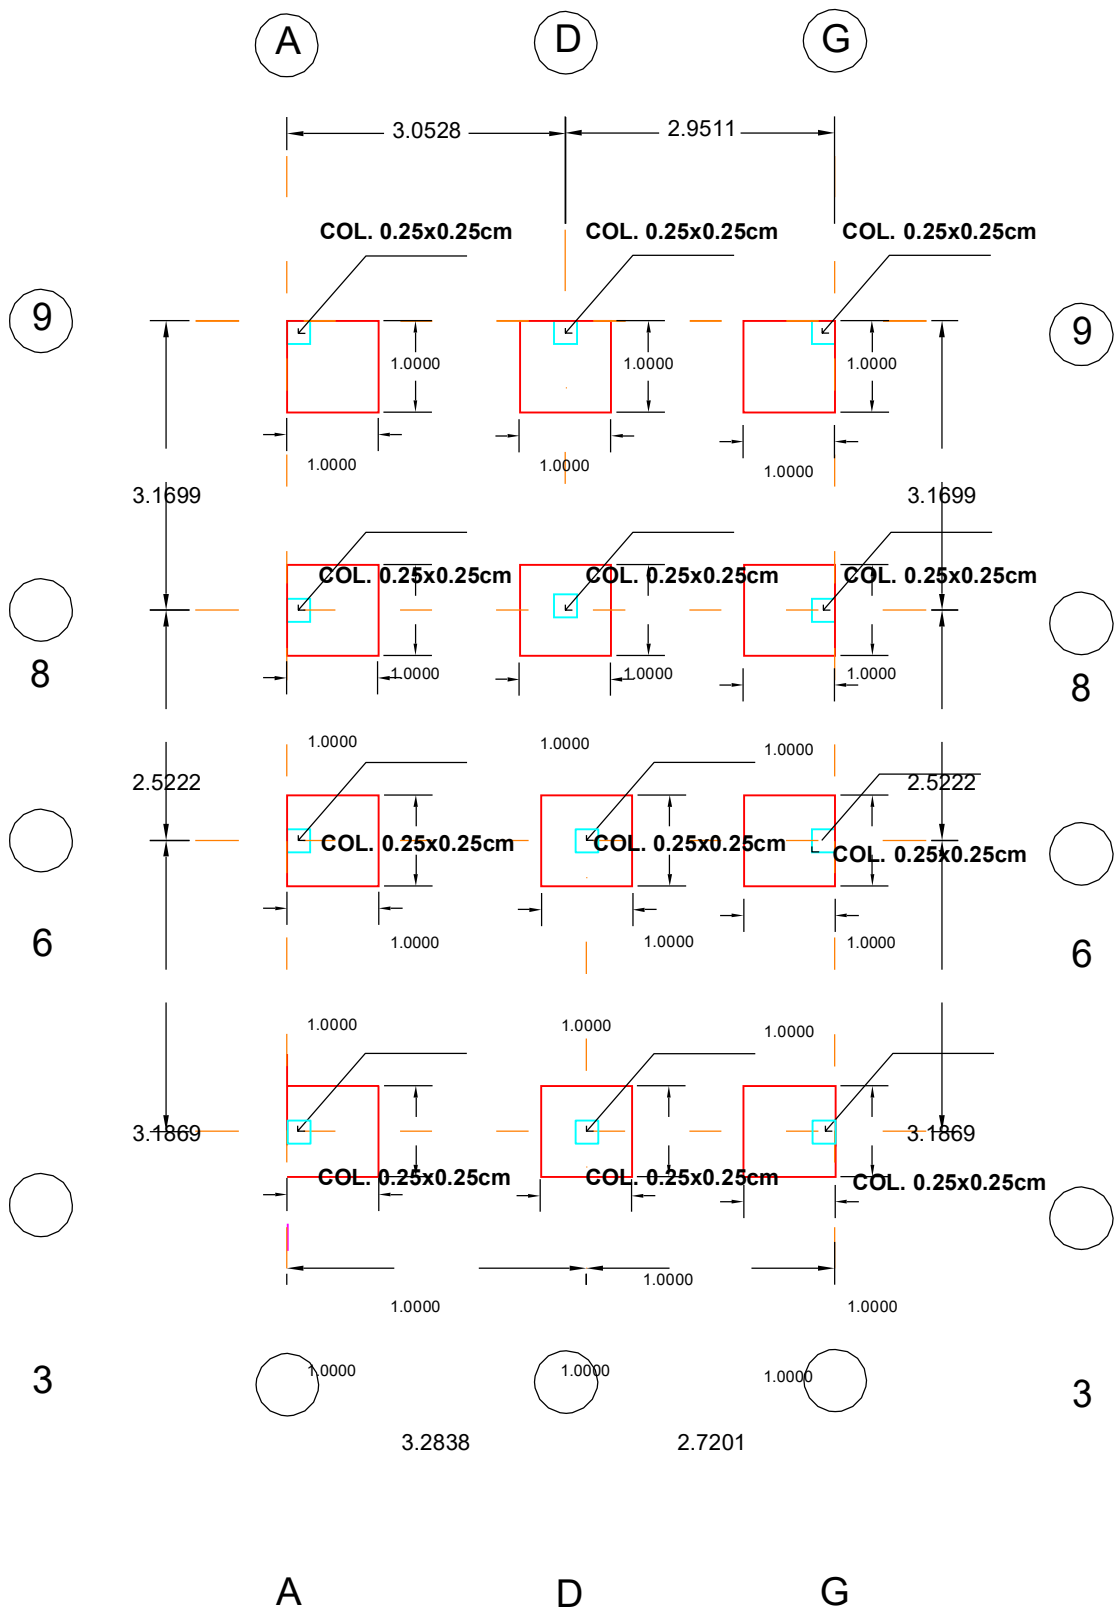 A D G
3.0528 2.9511
COL. 0.25x0.25cm COL. 0.25x0.25cm COL. 0.25x0.25cm
9 9
1.0000 1.0000 1.0000
1.0000 1.0000 1.0000
3.1699 3.1699
COL. 0.25x0.25cm COL. 0.25x0.25cm COL. 0.25x0.25cm
8 1.0000 1.0000 1.0000 8
1.0000 1.0000 1.0000
2.5222 2.5222
COL. 0.25x0.25cm COL. 0.25x0.25cm COL. 0.25x0.25cm
6 1.0000 1.0000 1.0000 6
1.0000 1.0000 1.0000
3.1869 3.1869
COL. 0.25x0.25cm COL. 0.25x0.25cm COL. 0.25x0.25cm
1.0000
1.0000 1.0000
3 1.0000 1.0000 1.0000 3
3.2838 2.7201
A D G